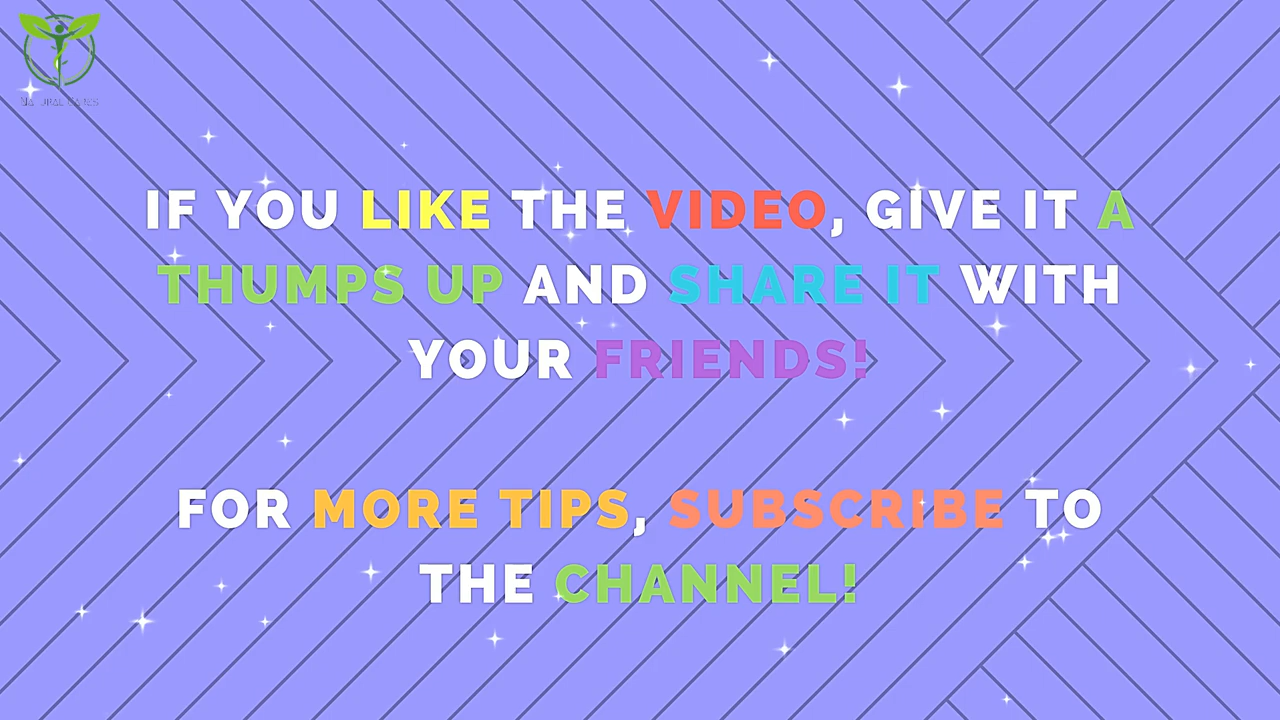 IF YOU LIKE THE VIDEO, GIVE IT A
THUMPS UP AND SHARE IT WITH
YOUR FRIENDS!
FOR MORE TIPS, SUBSCRIBE TO
THE CHANNEL!